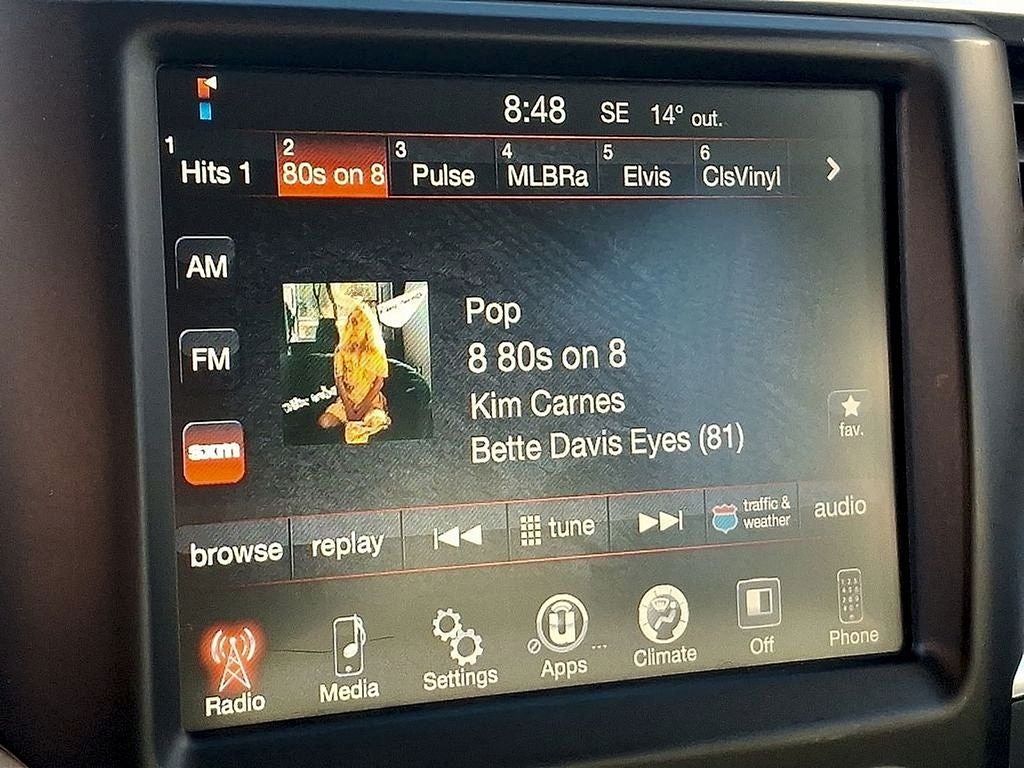 8:48 SE 14° out.
1 2 3 4 5 6
Hits 1 80s on 8 Pulse MLBRa Elvis ClsVinyl
AM
FM
sxm
Pop
8 80s on 8
Kim Carnes
Bette Davis Eyes (81)
fav.
browse replay tune traffic & weather audio
Radio Media Settings Apps Climate Off Phone